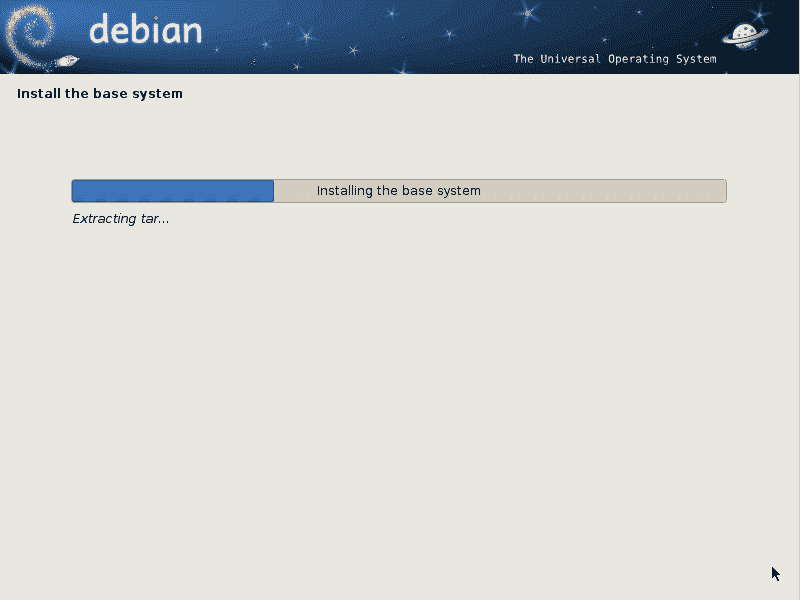 debian
The Universal Operating System
Install the base system
Installing the base system
Extracting tar...